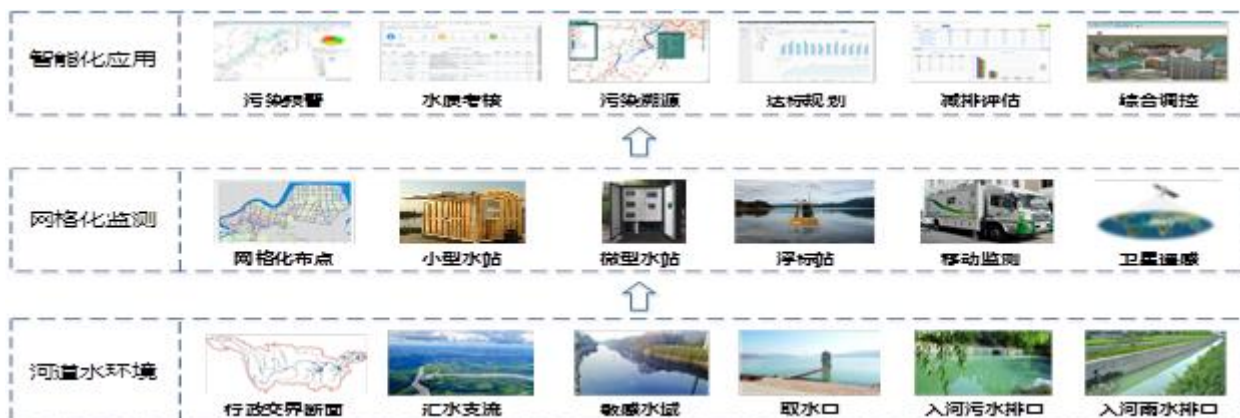 智能化应用
污染预警
水质考核
污染溯源
达标规划
减排评估
综合调控
网格化监测
网格化布点
小型水站
微型水站
浮标站
移动监测
卫星遥感
河道水环境
行政交界断面
汇水支流
敏感水域
取水口
入河污水排口
入河雨水排口